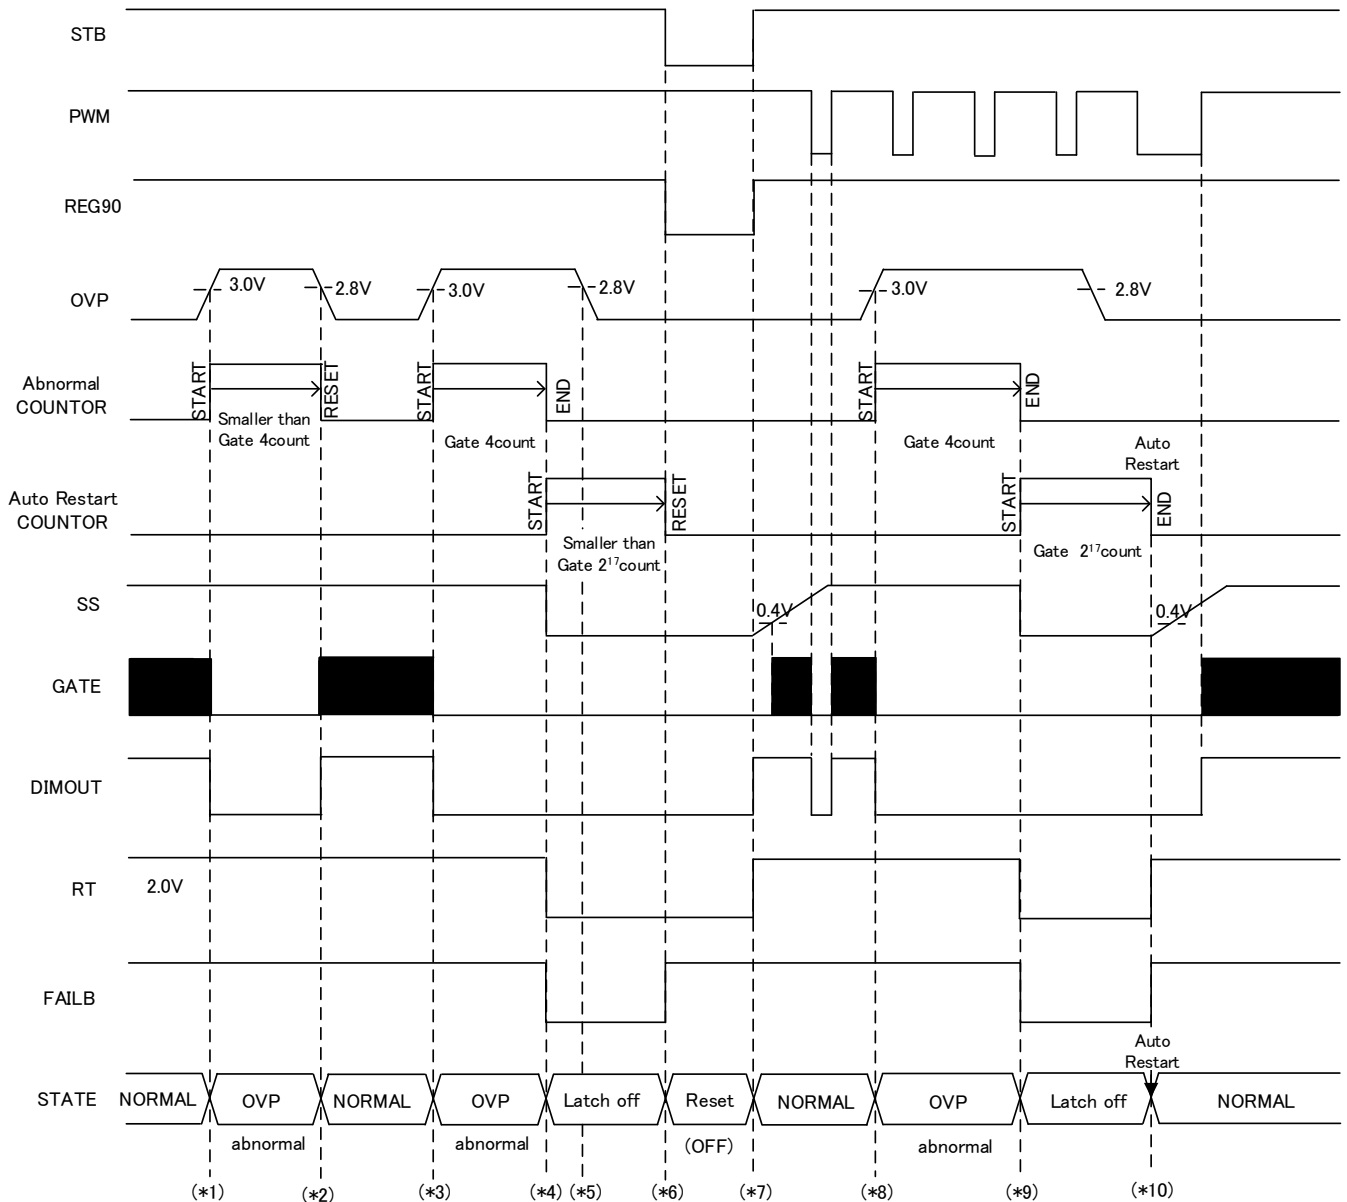 STB
PWM
REG90
OVP
3.0V
2.8V
3.0V
2.8V
3.0V
2.8V
Abnormal
COUNTOR
START
RESET
START
END
START
END
Smaller than
Gate 4count
Gate 4count
Gate 4count
Auto
Restart
Auto Restart
COUNTOR
START
RESET
START
END
Smaller than
Gate 2¹⁷count
Gate 2¹⁷count
SS
0.4V
0.4V
GATE
DIMOUT
RT
2.0V
FAILB
Auto
Restart
STATE
NORMAL
OVP
NORMAL
OVP
Latch off
Reset
NORMAL
OVP
Latch off
NORMAL
abnormal
abnormal
(OFF)
abnormal
(*1)
(*2)
(*3)
(*4)
(*5)
(*6)
(*7)
(*8)
(*9)
(*10)